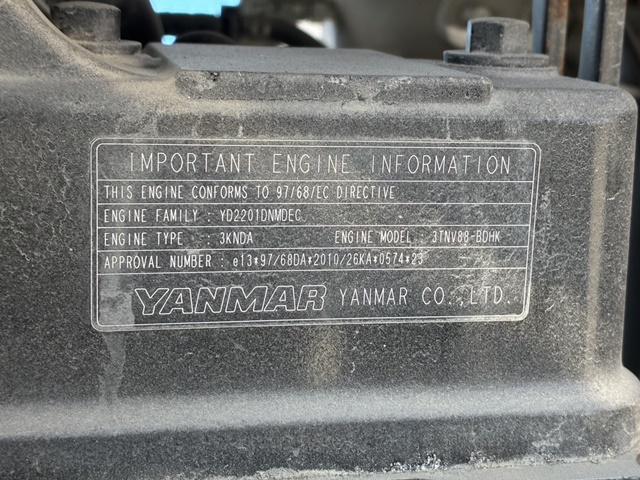 IMPORTANT ENGINE INFORMATION
THIS ENGINE CONFORMS TO 97/68/EC DIRECTIVE
ENGINE FAMILY : YD2201DNMDEC
ENGINE TYPE : 3KNDA ENGINE MODEL : 3TNV88-BDHK
APPROVAL NUMBER : e13*97/68DA*2010/26KA*0574*23
YANMAR YANMAR CO.,LTD.